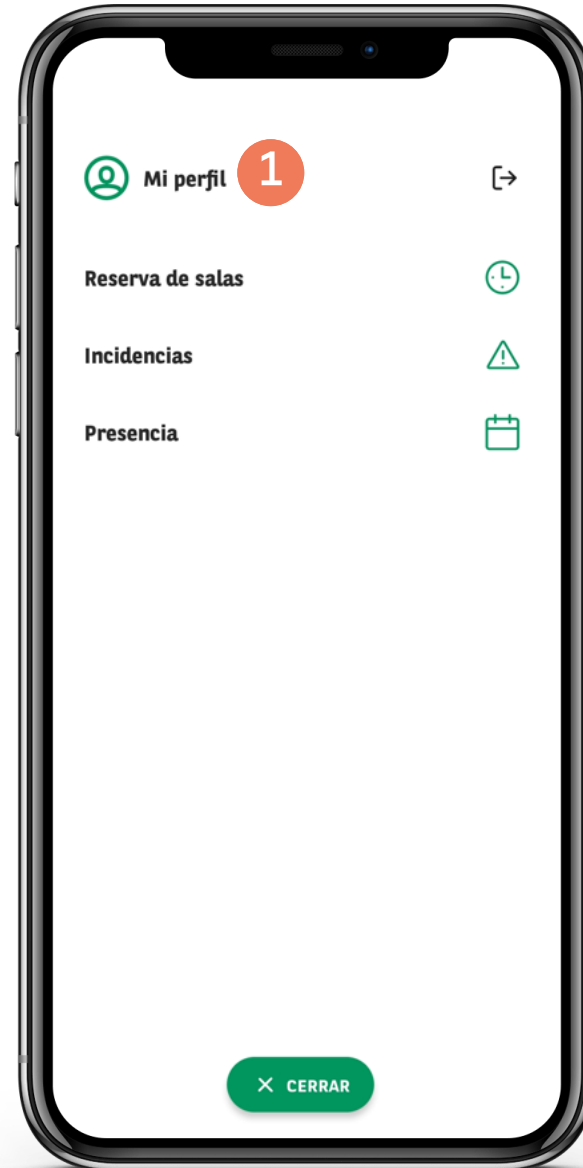 Mi perfil 1
Reserva de salas
Incidencias
Presencia
CERRAR